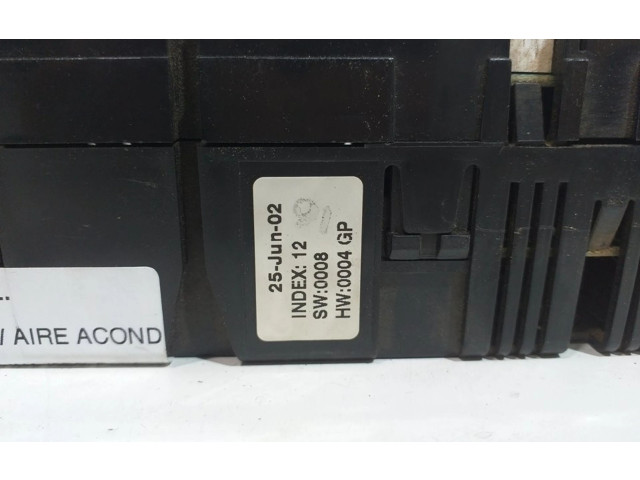 25-Jun-02
INDEX: 12
SW:0008
HW:0004 GP
/ AIRE ACOND